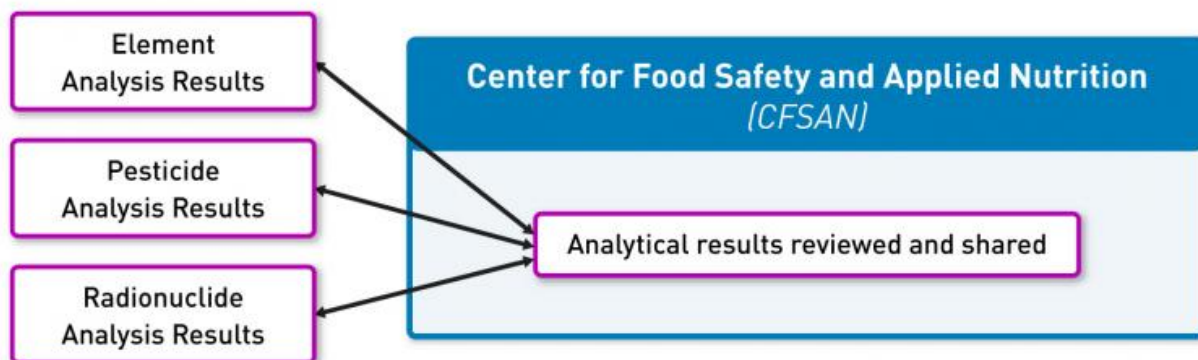 Element
Analysis Results
Pesticide
Analysis Results
Radionuclide
Analysis Results
Center for Food Safety and Applied Nutrition
(CFSAN)
Analytical results reviewed and shared